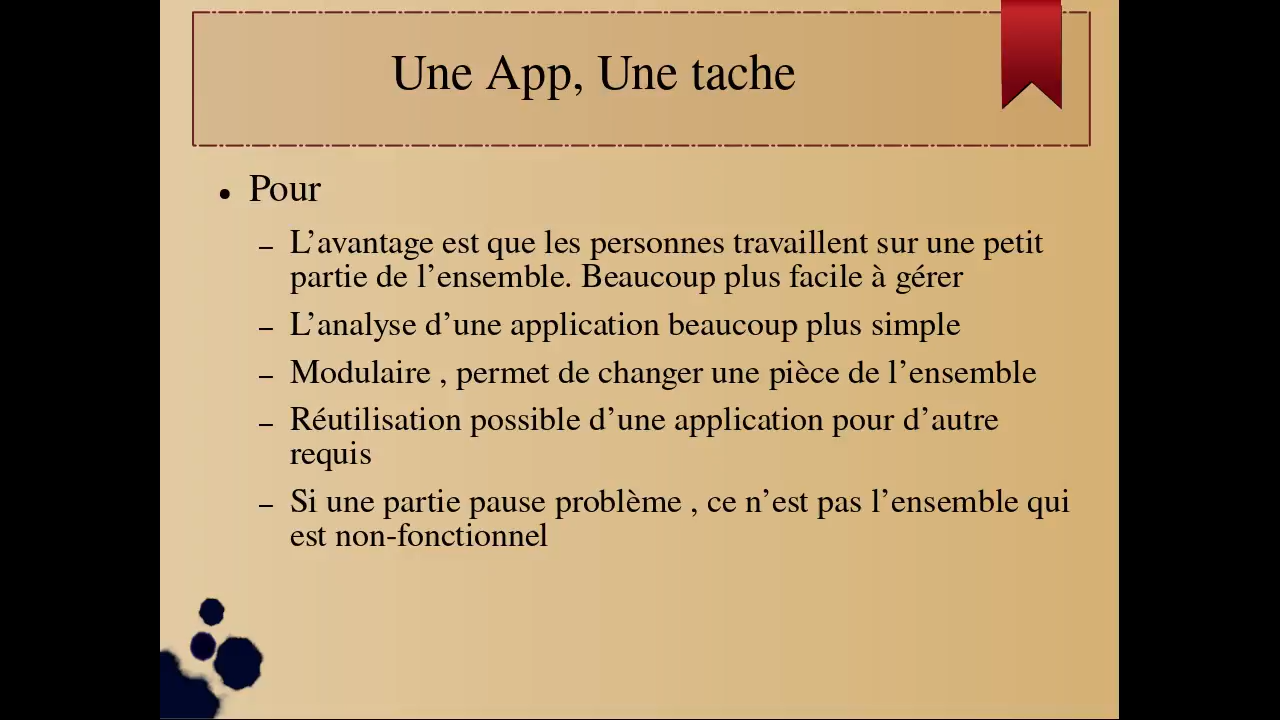 Une App, Une tache
● Pour
– L’avantage est que les personnes travaillent sur une petit
partie de l’ensemble. Beaucoup plus facile à gérer
– L’analyse d’une application beaucoup plus simple
– Modulaire , permet de changer une pièce de l’ensemble
– Réutilisation possible d’une application pour d’autre
requis
– Si une partie pause problème , ce n’est pas l’ensemble qui
est non-fonctionnel